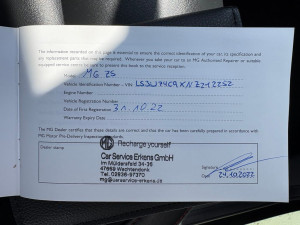 The information recorded on this page is essential to ensure the correct identification of your car, its specification and
any replacement parts that may be required. Whenever you take your car to an MG Authorised Repairer or suitably
equipped service centre, be sure to present this book to the service reception.
Model MG ZS
Vehicle Identification Number - VIN
Engine Number
Vehicle Registration Number
Date of First Registration 31.10.22
Warranty Expiry Date
The MG Dealer certifies that these details are correct and that the car has been carefully prepared in accordance with
MG Motor Pre-Delivery Inspection standards.
Dealer name
MG Recharge yourself
Car Service Erkens GmbH
Im Müldersfeld 34-36
47669 Wachtendonk
Tel. 02836-97370
mg@carservice-erkens.de
Signature
Date 24.10.2022